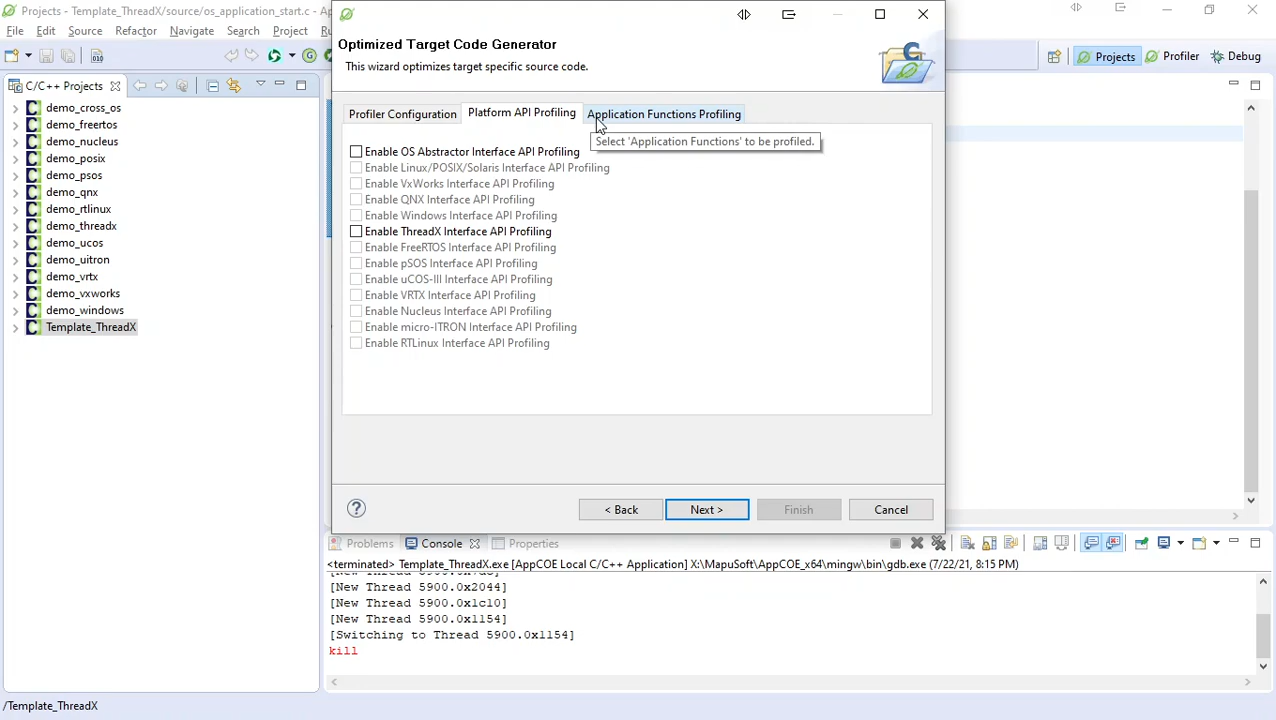 Projects - Template_ThreadX/source/os_application_start.c - Ap
File Edit Source Refactor Navigate Search Project
C/C++ Projects
demo_cross_os
demo_freertos
demo_nucleus
demo_posix
demo_psos
demo_qnx
demo_rtlinux
demo_threadx
demo_ucos
demo_uitron
demo_vrtx
demo_vxworks
demo_windows
Template_ThreadX
Optimized Target Code Generator
This wizard optimizes target specific source code.
Profiler Configuration Platform API Profiling Application Functions Profiling
Select 'Application Functions' to be profiled.
Enable OS Abstractor Interface API Profiling
Enable Linux/POSIX/Solaris Interface API Profiling
Enable VxWorks Interface API Profiling
Enable QNX Interface API Profiling
Enable Windows Interface API Profiling
Enable ThreadX Interface API Profiling
Enable FreeRTOS Interface API Profiling
Enable pSOS Interface API Profiling
Enable uCOS-III Interface API Profiling
Enable VRTX Interface API Profiling
Enable Nucleus Interface API Profiling
Enable micro-ITRON Interface API Profiling
Enable RTLinux Interface API Profiling
< Back Next > Finish Cancel
Projects Profiler Debug
Problems Console Properties
<terminated> Template_ThreadX.exe [AppCOE Local C/C++ Application] X:\MapuSoft\AppCOE_x64\mingw\bin\gdb.exe (7/22/21, 8:15 PM)
[New Thread 5900.0x2044]
[New Thread 5900.0x1c10]
[New Thread 5900.0x1154]
[Switching to Thread 5900.0x1154]
kill
/Template_ThreadX